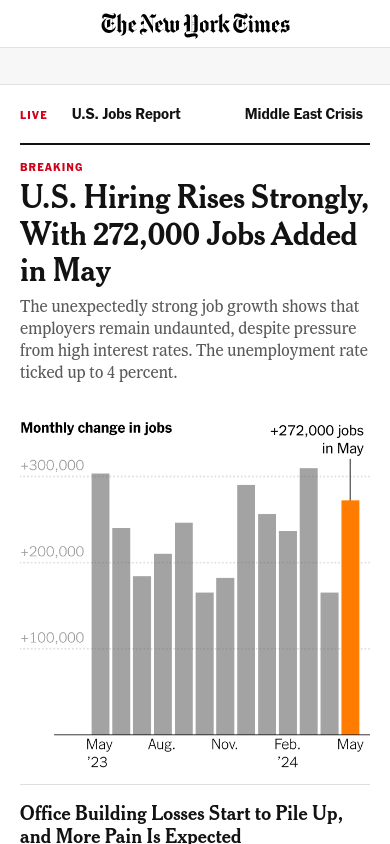 The New York Times
LIVE U.S. Jobs Report Middle East Crisis
BREAKING
U.S. Hiring Rises Strongly,
With 272,000 Jobs Added
in May
The unexpectedly strong job growth shows that
employers remain undaunted, despite pressure
from high interest rates. The unemployment rate
ticked up to 4 percent.
Monthly change in jobs
+272,000 jobs
in May
+300,000
+200,000
+100,000
May Aug. Nov. Feb. May
’23 ’24
Office Building Losses Start to Pile Up,
and More Pain Is Expected